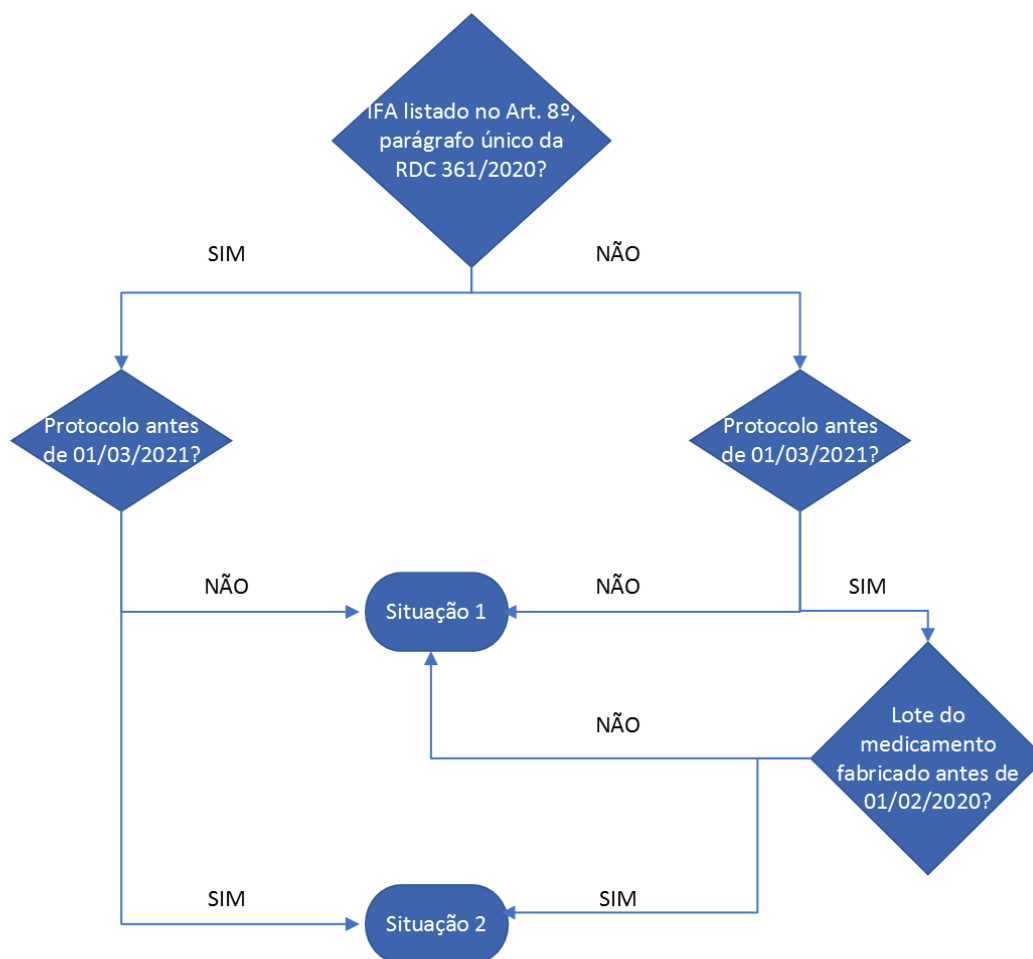 IFA listado no Art. 8º,
parágrafo único da
RDC 361/2020?
SIM
NÃO
Protocolo antes
de 01/03/2021?
Protocolo antes
de 01/03/2021?
NÃO
Situação 1
NÃO
SIM
NÃO
Lote do
medicamento
fabricado antes de
01/02/2020?
SIM
Situação 2
SIM